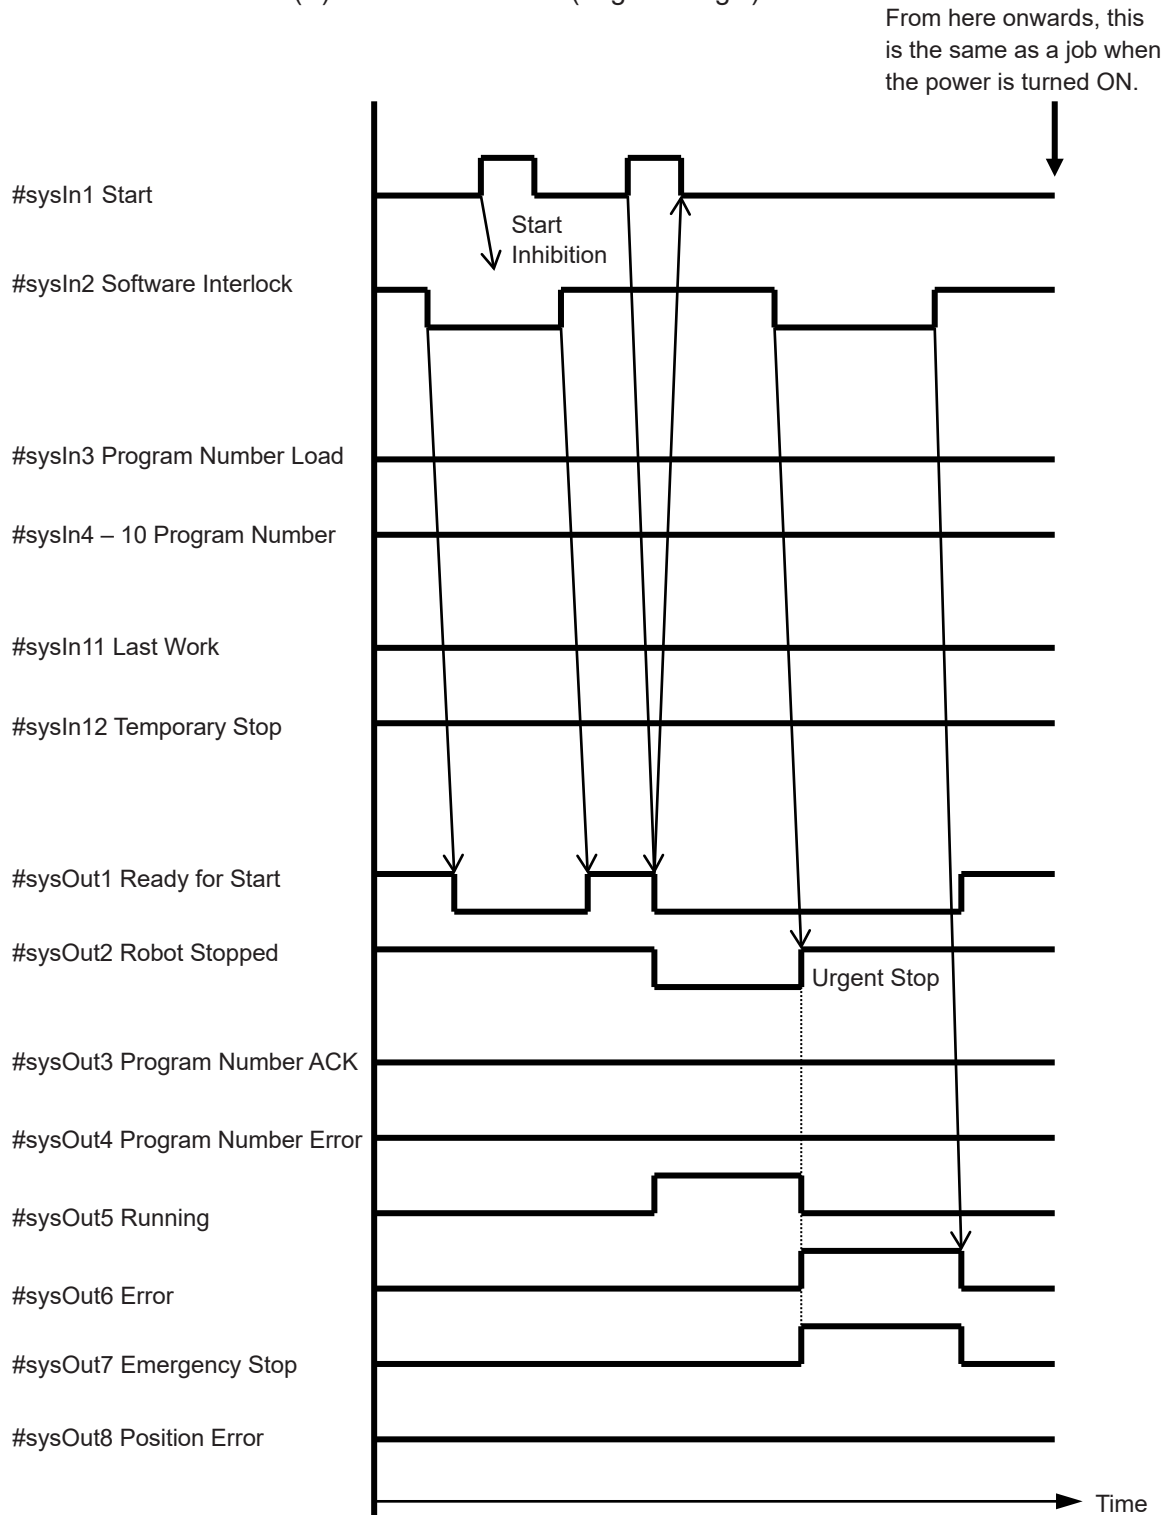 From here onwards, this
is the same as a job when
the power is turned ON.
#sysIn1 Start
Start
Inhibition
#sysIn2 Software Interlock
#sysIn3 Program Number Load
#sysIn4 – 10 Program Number
#sysIn11 Last Work
#sysIn12 Temporary Stop
#sysOut1 Ready for Start
#sysOut2 Robot Stopped
Urgent Stop
#sysOut3 Program Number ACK
#sysOut4 Program Number Error
#sysOut5 Running
#sysOut6 Error
#sysOut7 Emergency Stop
#sysOut8 Position Error
Time